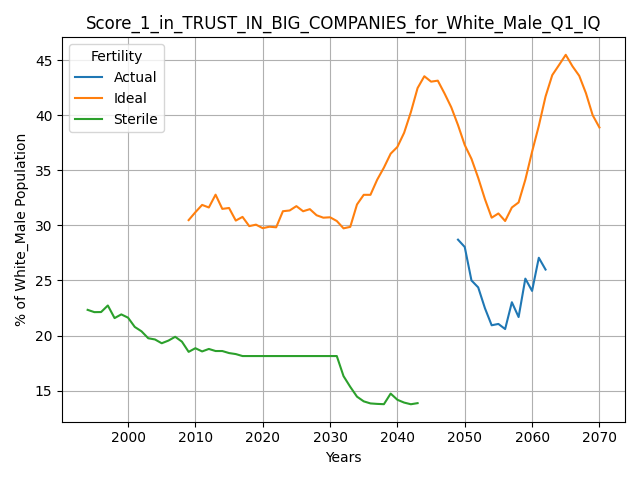 Score_1_in_TRUST_IN_BIG_COMPANIES_for_White_Male_Q1_IQ
Fertility
Actual
Ideal
Sterile
% of White_Male Population
45
40
35
30
25
20
15
2000 2010 2020 2030 2040 2050 2060 2070
Years